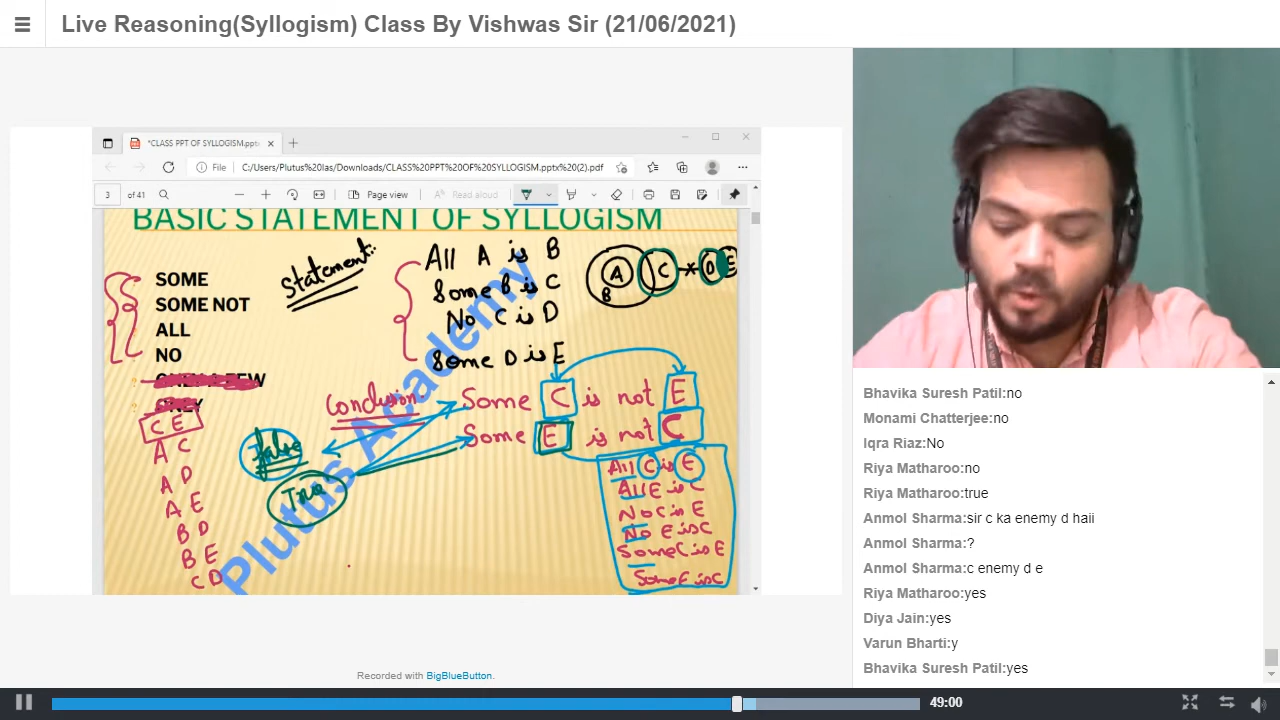 Live Reasoning(Syllogism) Class By Vishwas Sir (21/06/2021)
*CLASS PPT OF SYLLOGISM.pptx
File
C:/Users/Plutus%20Ias/Downloads/CLASS%20PPT%20OF%20SYLLOGISM.pptx%20(2).pdf
3 of 41
Page view
Read aloud
BASIC STATEMENT OF SYLLOGISM
SOME
SOME NOT
ALL
NO
Statement:
All A is B
Some B is C
No C is D
Some D is E
A
B
C
D
E
Conclusion
Some C is not E
Some E is not C
False
True
C E
A C
A D
A E
B D
B E
C D
All C is E
All E is C
No C is E
No E is C
Some C is E
Some E is C
Plutus Academy
Recorded with BigBlueButton.
Bhavika Suresh Patil:no
Monami Chatterjee:no
Iqra Riaz:No
Riya Matharoo:no
Riya Matharoo:true
Anmol Sharma:sir c ka enemy d haii
Anmol Sharma:?
Anmol Sharma:c enemy d e
Riya Matharoo:yes
Diya Jain:yes
Varun Bharti:y
Bhavika Suresh Patil:yes
49:00